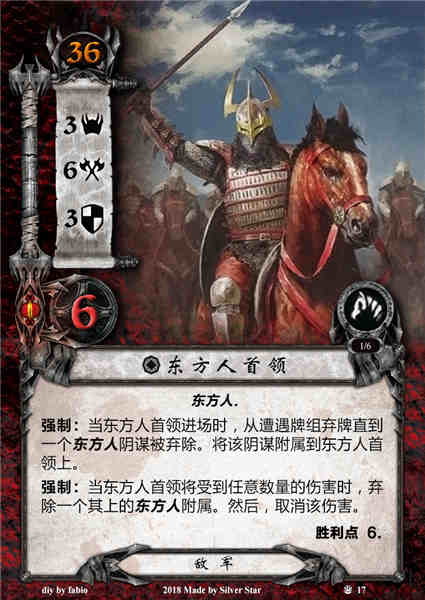 36
3
6
3
6
1/6
东方人首领
东方人.
强制：当东方人首领进场时，从遭遇牌组弃牌直到
一个东方人阴谋被弃除。将该阴谋附属到东方人首
领上。
强制：当东方人首领将受到任意数量的伤害时，弃
除一个其上的东方人附属。然后，取消该伤害。
胜利点 6.
敌军
diy by fabio 2018 Made by Silver Star 17